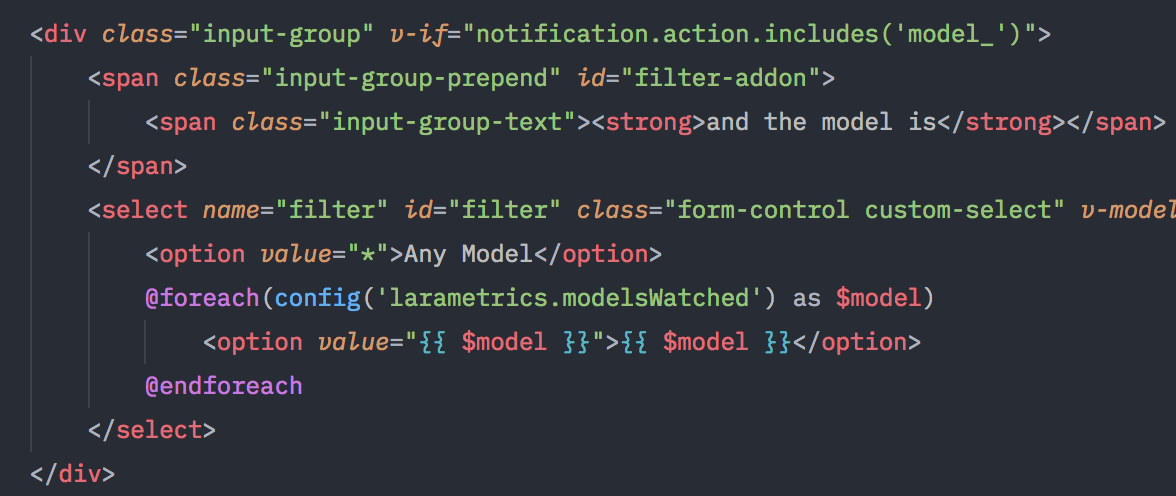 <div class="input-group" v-if="notification.action.includes('model_')">
<span class="input-group-prepend" id="filter-addon">
<span class="input-group-text"><strong>and the model is</strong></span>
</span>
<select name="filter" id="filter" class="form-control custom-select" v-model
<option value="*">Any Model</option>
@foreach(config('larametrics.modelsWatched') as $model)
<option value="{{ $model }}">{{ $model }}</option>
@endforeach
</select>
</div>